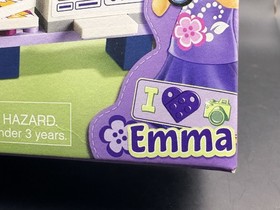 HAZARD.
nder 3 years.
I
Emma